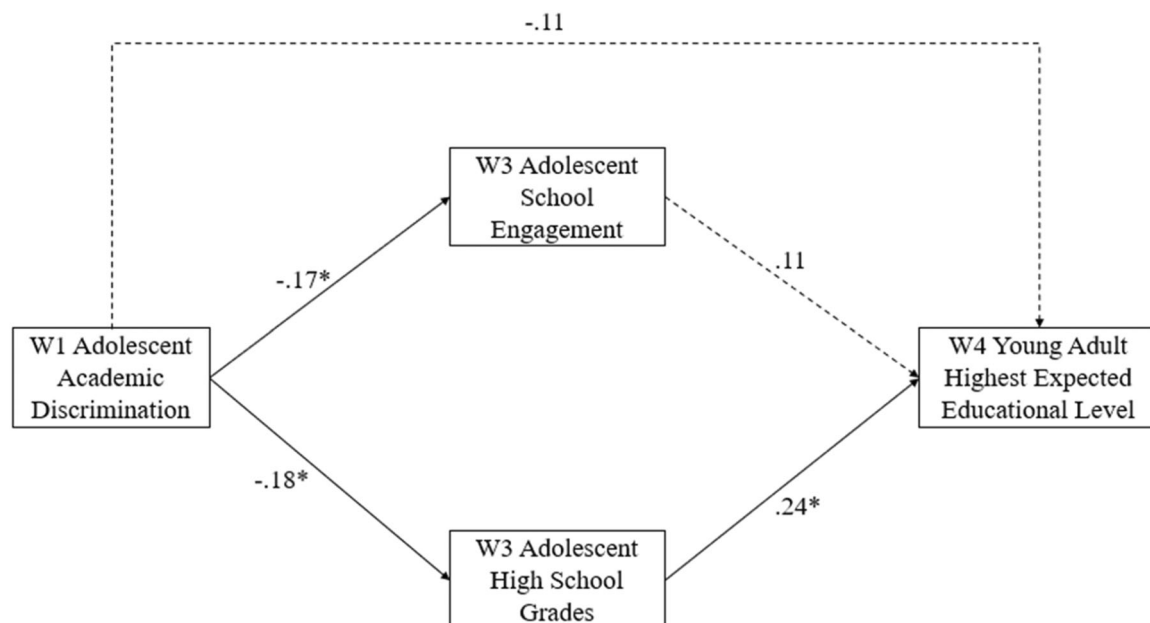 -.11
W3 Adolescent
School
Engagement
-.17*
.11
W1 Adolescent
Academic
Discrimination
W4 Young Adult
Highest Expected
Educational Level
-.18*
.24*
W3 Adolescent
High School
Grades